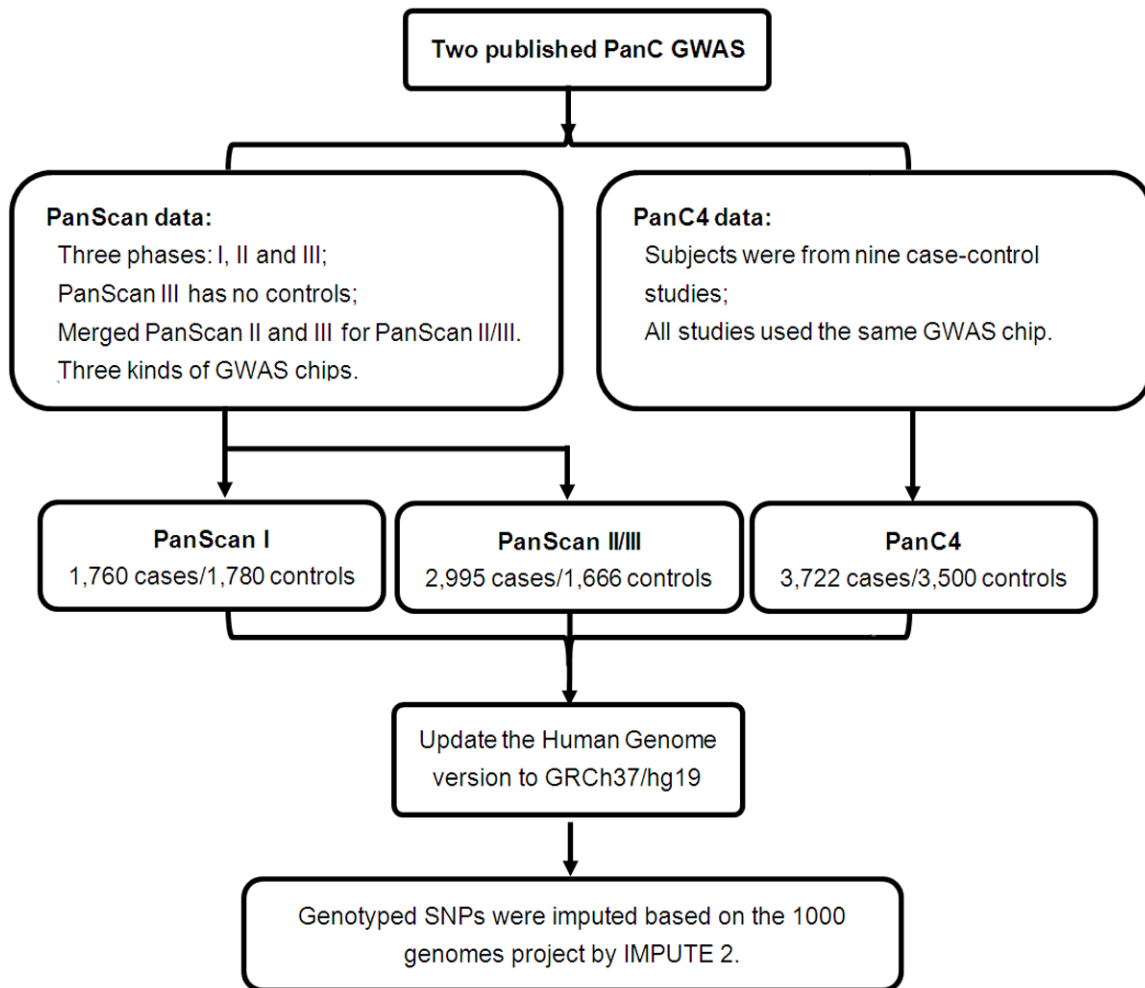 Two published PanC GWAS
PanScan data:
Three phases: I, II and III;
PanScan III has no controls;
Merged PanScan II and III for PanScan II/III.
Three kinds of GWAS chips.
PanC4 data:
Subjects were from nine case-control
studies;
All studies used the same GWAS chip.
PanScan I
1,760 cases/1,780 controls
PanScan II/III
2,995 cases/1,666 controls
PanC4
3,722 cases/3,500 controls
Update the Human Genome
version to GRCh37/hg19
Genotyped SNPs were imputed based on the 1000
genomes project by IMPUTE 2.